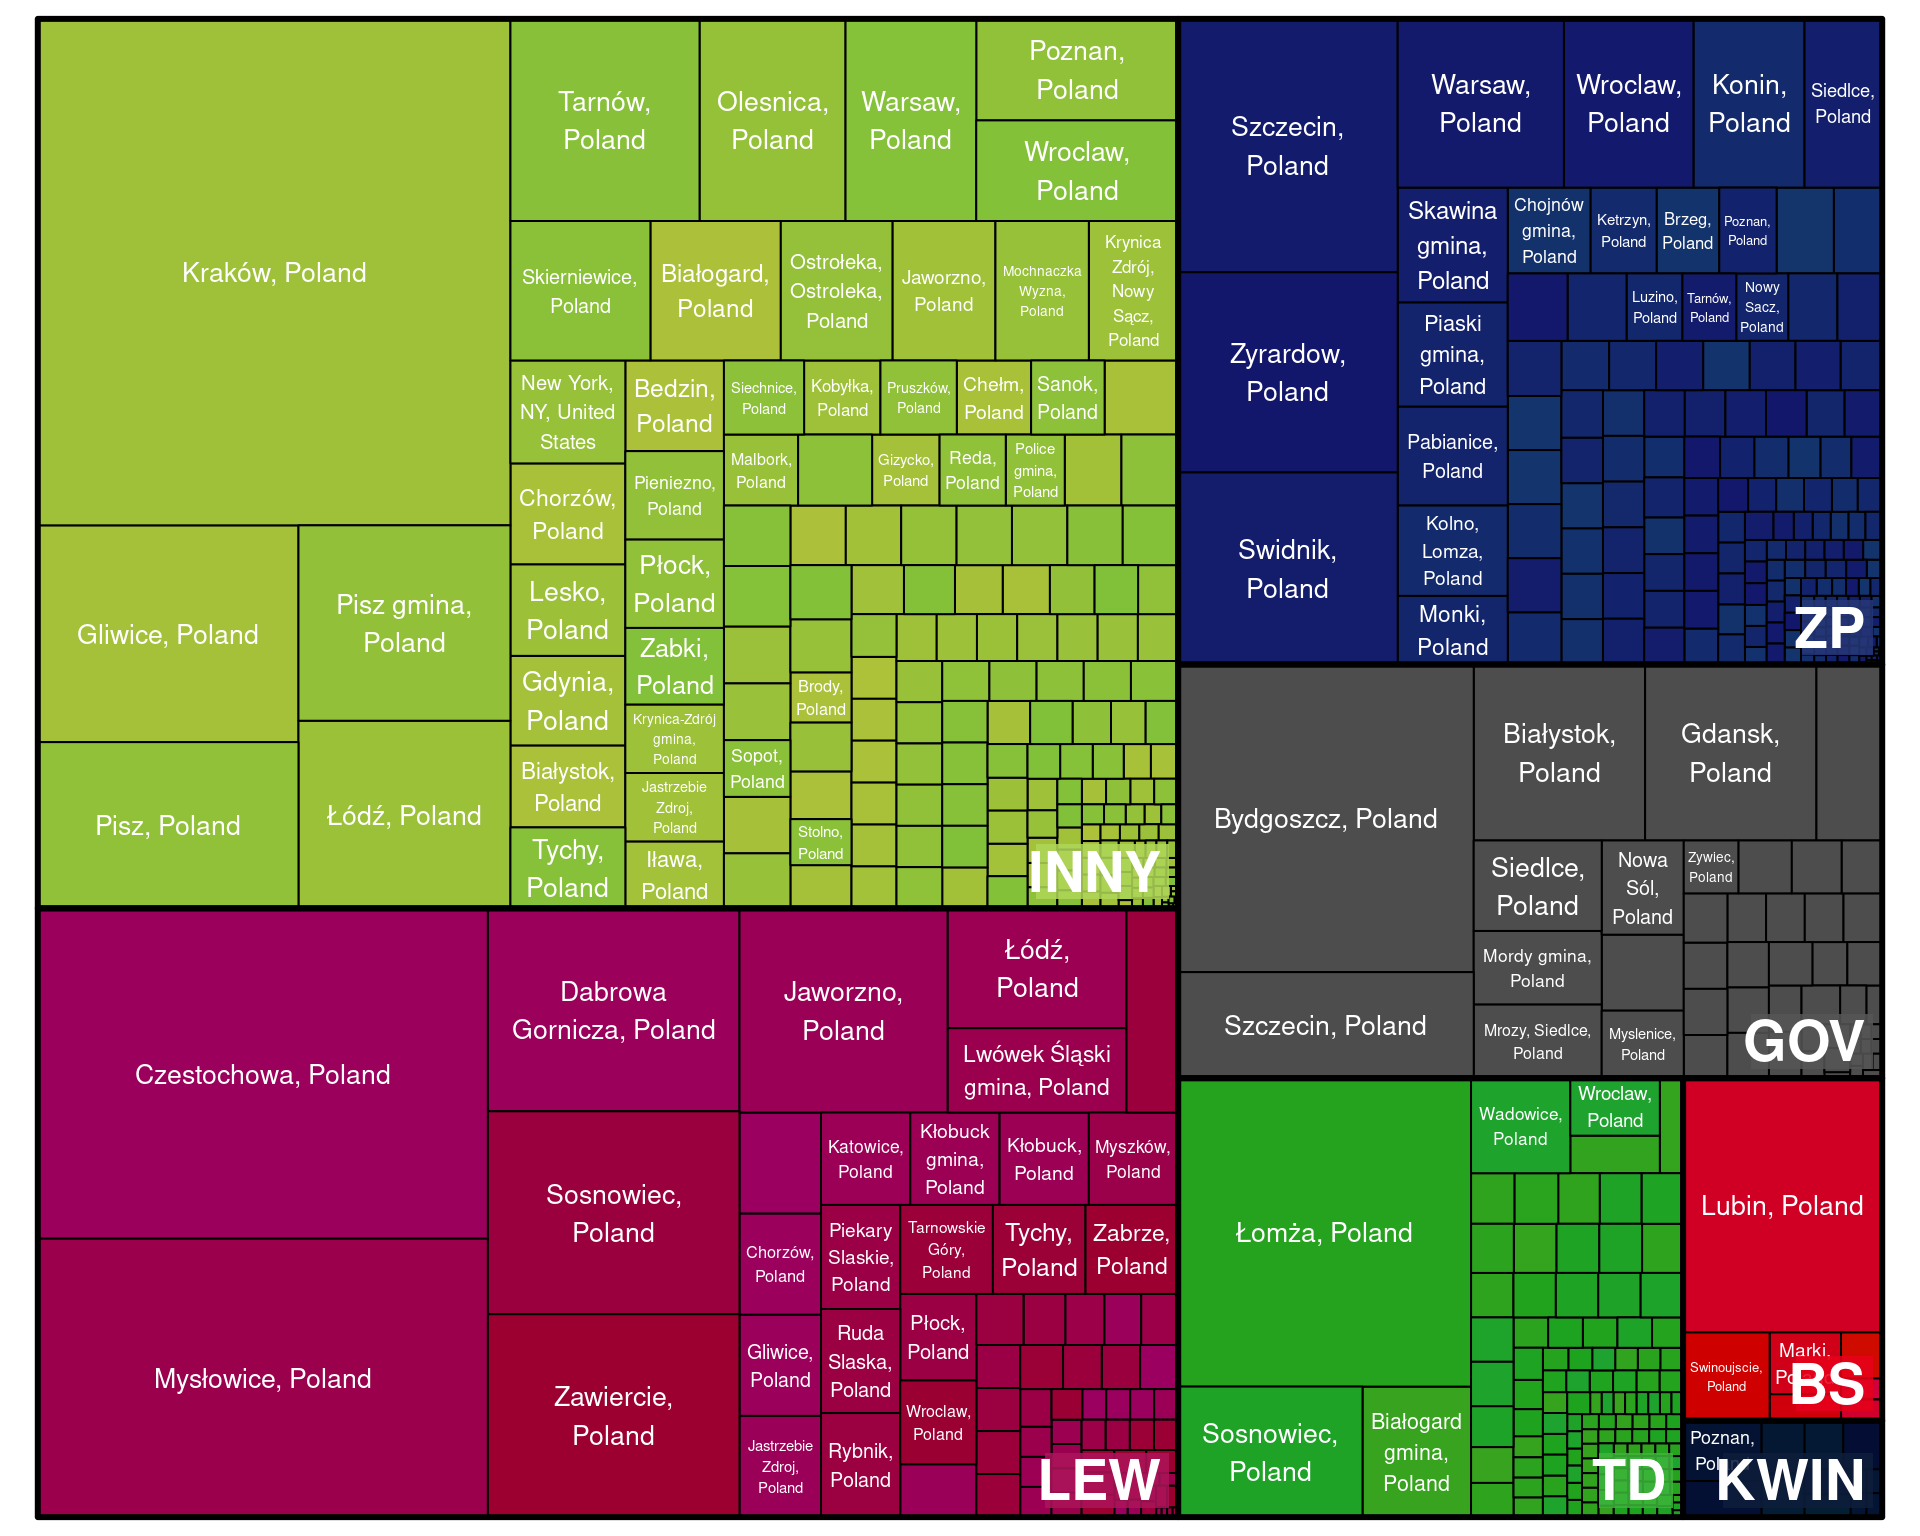 Kraków, Poland
Gliwice, Poland
Pisz gmina,
Poland
Pisz, Poland
Łódź, Poland
Tarnów,
Poland
Olesnica,
Poland
Warsaw,
Poland
Poznan,
Poland
Wroclaw,
Poland
Skierniewice,
Poland
Białogard,
Poland
Ostrołeka,
Ostroleka,
Poland
Jaworzno,
Poland
Mochnaczka
Wyzna,
Poland
Krynica
Zdrój,
Nowy
Sącz,
Poland
New York,
NY, United
States
Chorzów,
Poland
Lesko,
Poland
Gdynia,
Poland
Białystok,
Poland
Tychy,
Poland
Bedzin,
Poland
Pieniezno,
Poland
Płock,
Poland
Zabki,
Poland
Krynica-Zdrój
gmina,
Poland
Jastrzebie
Zdroj,
Poland
Iława,
Poland
Siechnice,
Poland
Kobyłka,
Poland
Pruszków,
Poland
Chełm,
Poland
Sanok,
Poland
Malbork,
Poland
Gizycko,
Poland
Reda,
Poland
Police
gmina,
Poland
Brody,
Poland
Sopot,
Poland
Stolno,
Poland
INNY
Szczecin,
Poland
Zyrardow,
Poland
Swidnik,
Poland
Warsaw,
Poland
Wroclaw,
Poland
Konin,
Poland
Siedlce,
Poland
Skawina
gmina,
Poland
Piaski
gmina,
Poland
Pabianice,
Poland
Kolno,
Lomza,
Poland
Monki,
Poland
Chojnów
gmina,
Poland
Ketrzyn,
Poland
Brzeg,
Poland
Poznan,
Poland
Luzino,
Poland
Tarnów,
Poland
Nowy
Sacz,
Poland
ZP
Bydgoszcz, Poland
Szczecin, Poland
Białystok,
Poland
Gdansk,
Poland
Siedlce,
Poland
Nowa
Sól,
Poland
Zywiec,
Poland
Mordy gmina,
Poland
Mrozy, Siedlce,
Poland
Myslenice,
Poland
GOV
Czestochowa, Poland
Mysłowice, Poland
Dabrowa
Gornicza, Poland
Sosnowiec,
Poland
Zawiercie,
Poland
Jaworzno,
Poland
Łódź,
Poland
Lwówek Śląski
gmina, Poland
Katowice,
Poland
Kłobuck
gmina,
Poland
Kłobuck,
Poland
Myszków,
Poland
Chorzów,
Poland
Gliwice,
Poland
Jastrzebie
Zdroj,
Poland
Piekary
Slaskie,
Poland
Ruda
Slaska,
Poland
Rybnik,
Poland
Tarnowskie
Góry,
Poland
Tychy,
Poland
Zabrze,
Poland
Płock,
Poland
Wroclaw,
Poland
LEW
Łomża, Poland
Sosnowiec,
Poland
Białogard
gmina,
Poland
Wadowice,
Poland
Wroclaw,
Poland
TD
Lubin, Poland
Swinoujscie,
Poland
Marki,
BS
Poznan,
KWIN